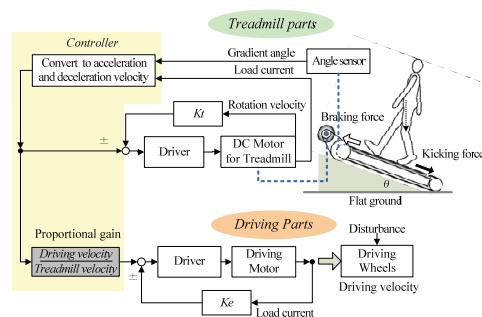 Treadmill parts
Controller
Convert to acceleration
and deceleration velocity
Gradient angle
Load current
Angle sensor
Kt
Rotation velocity
Braking force
±
Driver
DC Motor
for Treadmill
Kicking force
θ
Flat ground
Proportional gain
Driving Parts
Disturbance
Driving velocity
Treadmill velocity
±
Driver
Driving
Motor
Driving
Wheels
Driving velocity
Ke
Load current